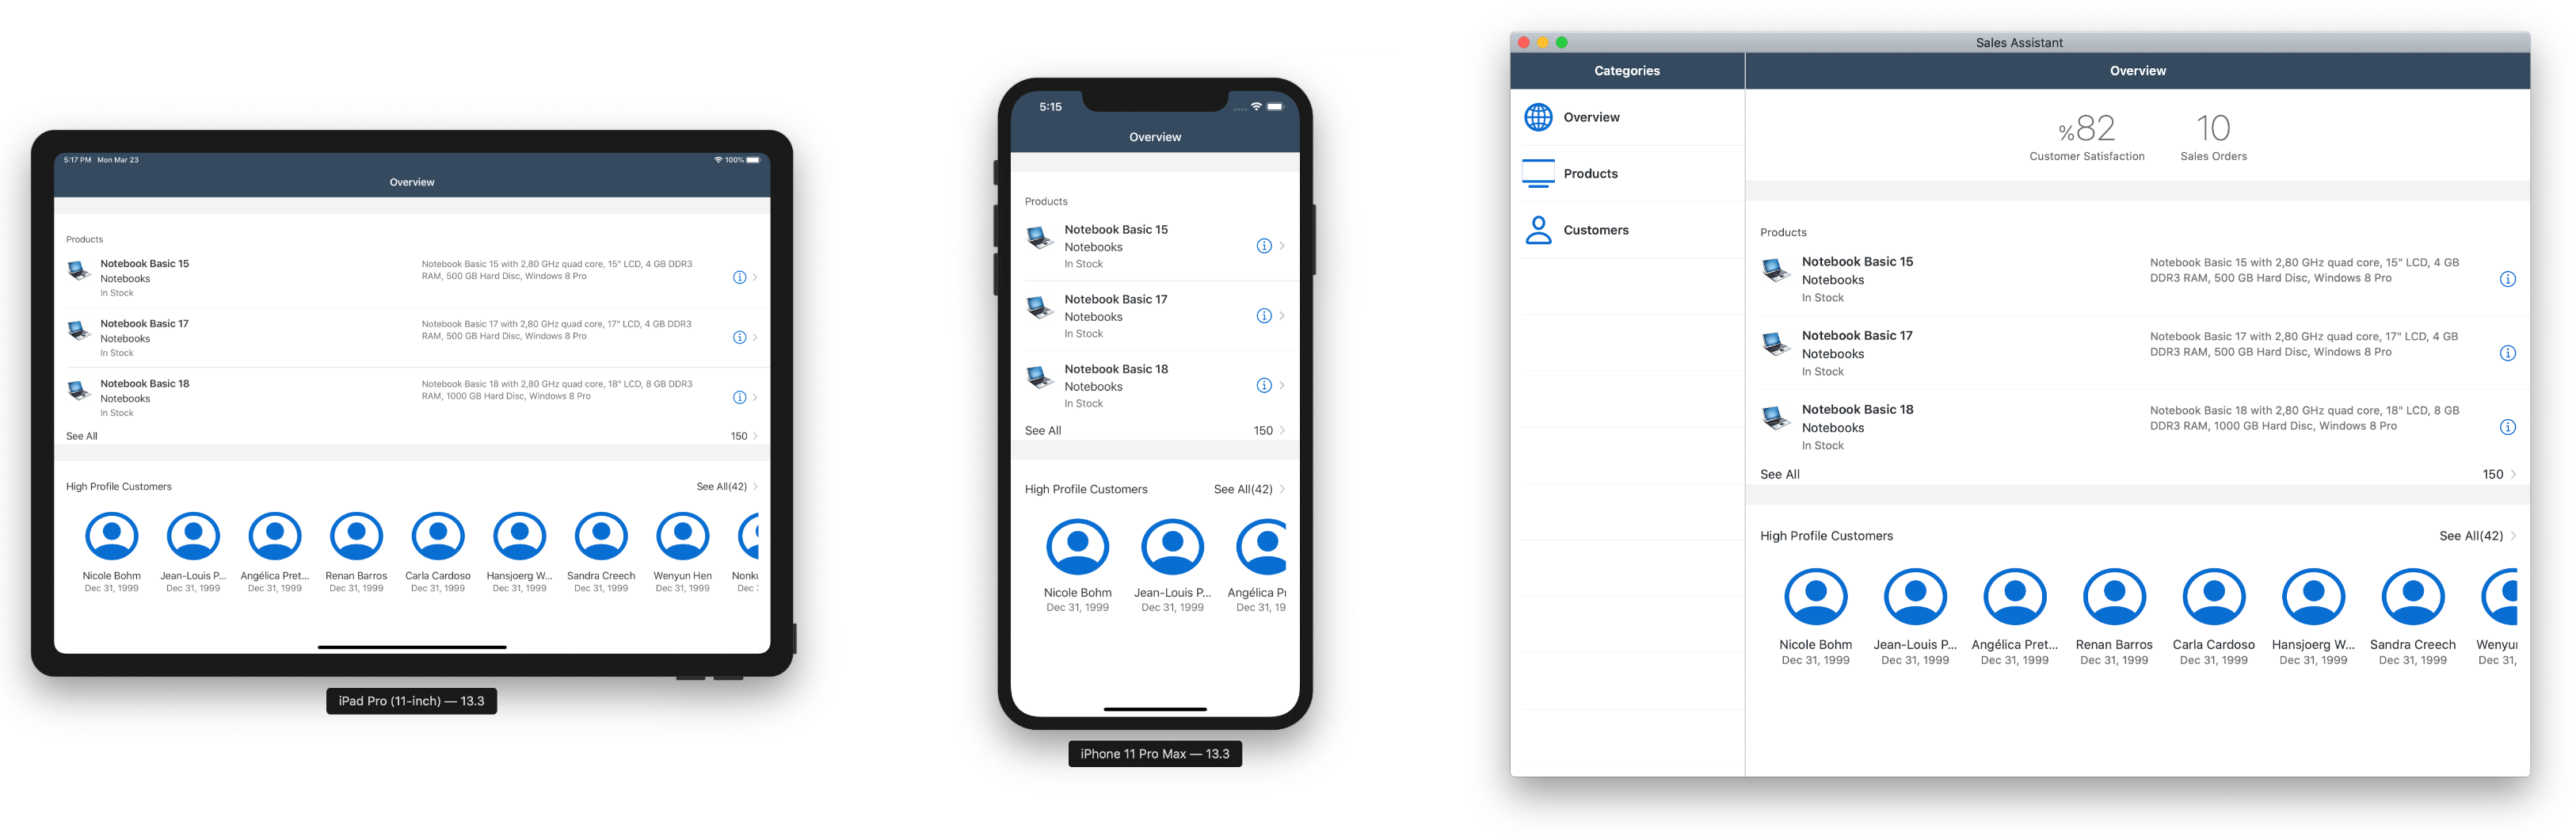 5:17 PM Mon Mar 23
100%
Overview
Products
Notebook Basic 15
Notebooks
In Stock
Notebook Basic 15 with 2,80 GHz quad core, 15" LCD, 4 GB DDR3
RAM, 500 GB Hard Disc, Windows 8 Pro
Notebook Basic 17
Notebooks
In Stock
Notebook Basic 17 with 2,80 GHz quad core, 17" LCD, 4 GB DDR3
RAM, 500 GB Hard Disc, Windows 8 Pro
Notebook Basic 18
Notebooks
In Stock
Notebook Basic 18 with 2,80 GHz quad core, 18" LCD, 8 GB DDR3
RAM, 1000 GB Hard Disc, Windows 8 Pro
See All 150
High Profile Customers See All(42)
Nicole Bohm Jean-Louis P... Angélica Pret... Renan Barros Carla Cardoso Hansjoerg W... Sandra Creech Wenyun Hen Nonku
Dec 31, 1999 Dec 31, 1999 Dec 31, 1999 Dec 31, 1999 Dec 31, 1999 Dec 31, 1999 Dec 31, 1999 Dec 31, 1999 Dec
iPad Pro (11-inch) — 13.3
5:15
Overview
Products
Notebook Basic 15
Notebooks
In Stock
Notebook Basic 17
Notebooks
In Stock
Notebook Basic 18
Notebooks
In Stock
See All 150
High Profile Customers See All(42)
Nicole Bohm Jean-Louis P... Angélica P
Dec 31, 1999 Dec 31, 1999 Dec 31, 19
iPhone 11 Pro Max — 13.3
Sales Assistant
Categories
Overview
Products
Customers
Overview
%82 10
Customer Satisfaction Sales Orders
Products
Notebook Basic 15
Notebooks
In Stock
Notebook Basic 15 with 2,80 GHz quad core, 15" LCD, 4 GB
DDR3 RAM, 500 GB Hard Disc, Windows 8 Pro
Notebook Basic 17
Notebooks
In Stock
Notebook Basic 17 with 2,80 GHz quad core, 17" LCD, 4 GB
DDR3 RAM, 500 GB Hard Disc, Windows 8 Pro
Notebook Basic 18
Notebooks
In Stock
Notebook Basic 18 with 2,80 GHz quad core, 18" LCD, 8 GB
DDR3 RAM, 1000 GB Hard Disc, Windows 8 Pro
See All 150
High Profile Customers See All(42)
Nicole Bohm Jean-Louis P... Angélica Pret... Renan Barros Carla Cardoso Hansjoerg W... Sandra Creech Wenyu
Dec 31, 1999 Dec 31, 1999 Dec 31, 1999 Dec 31, 1999 Dec 31, 1999 Dec 31, 1999 Dec 31, 1999 Dec 31,